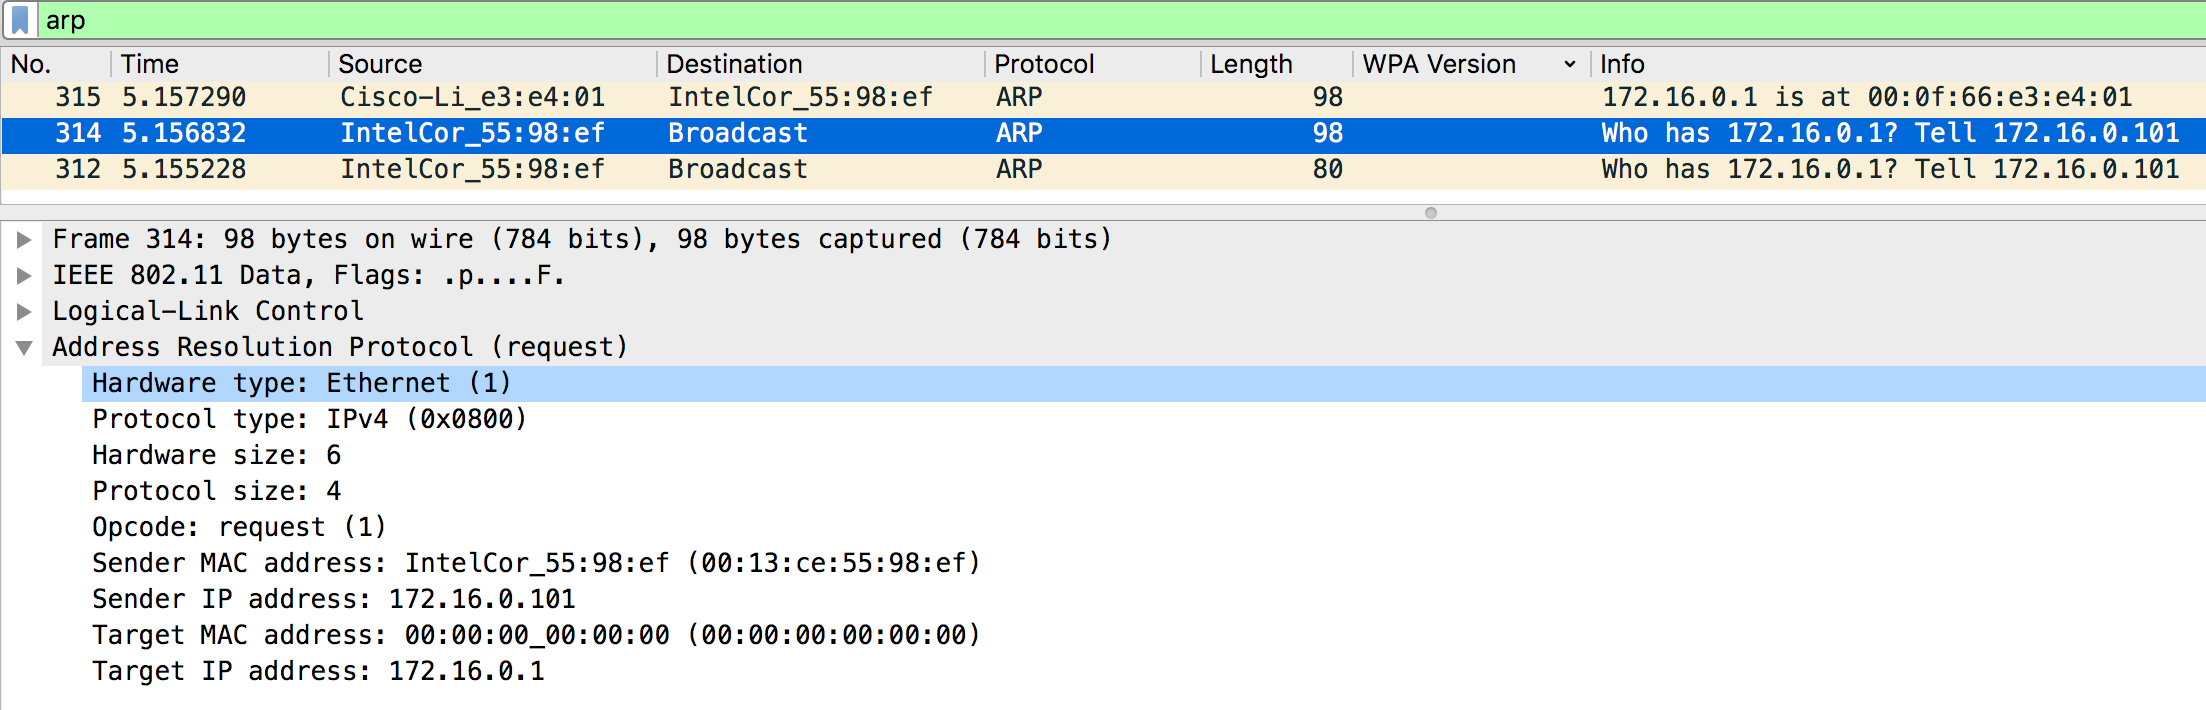 arp
No. Time Source Destination Protocol Length WPA Version Info
315 5.157290 Cisco-Li_e3:e4:01 IntelCor_55:98:ef ARP 98 172.16.0.1 is at 00:0f:66:e3:e4:01
314 5.156832 IntelCor_55:98:ef Broadcast ARP 98 Who has 172.16.0.1? Tell 172.16.0.101
312 5.155228 IntelCor_55:98:ef Broadcast ARP 80 Who has 172.16.0.1? Tell 172.16.0.101
Frame 314: 98 bytes on wire (784 bits), 98 bytes captured (784 bits)
IEEE 802.11 Data, Flags: .p....F.
Logical-Link Control
Address Resolution Protocol (request)
Hardware type: Ethernet (1)
Protocol type: IPv4 (0x0800)
Hardware size: 6
Protocol size: 4
Opcode: request (1)
Sender MAC address: IntelCor_55:98:ef (00:13:ce:55:98:ef)
Sender IP address: 172.16.0.101
Target MAC address: 00:00:00_00:00:00 (00:00:00:00:00:00)
Target IP address: 172.16.0.1